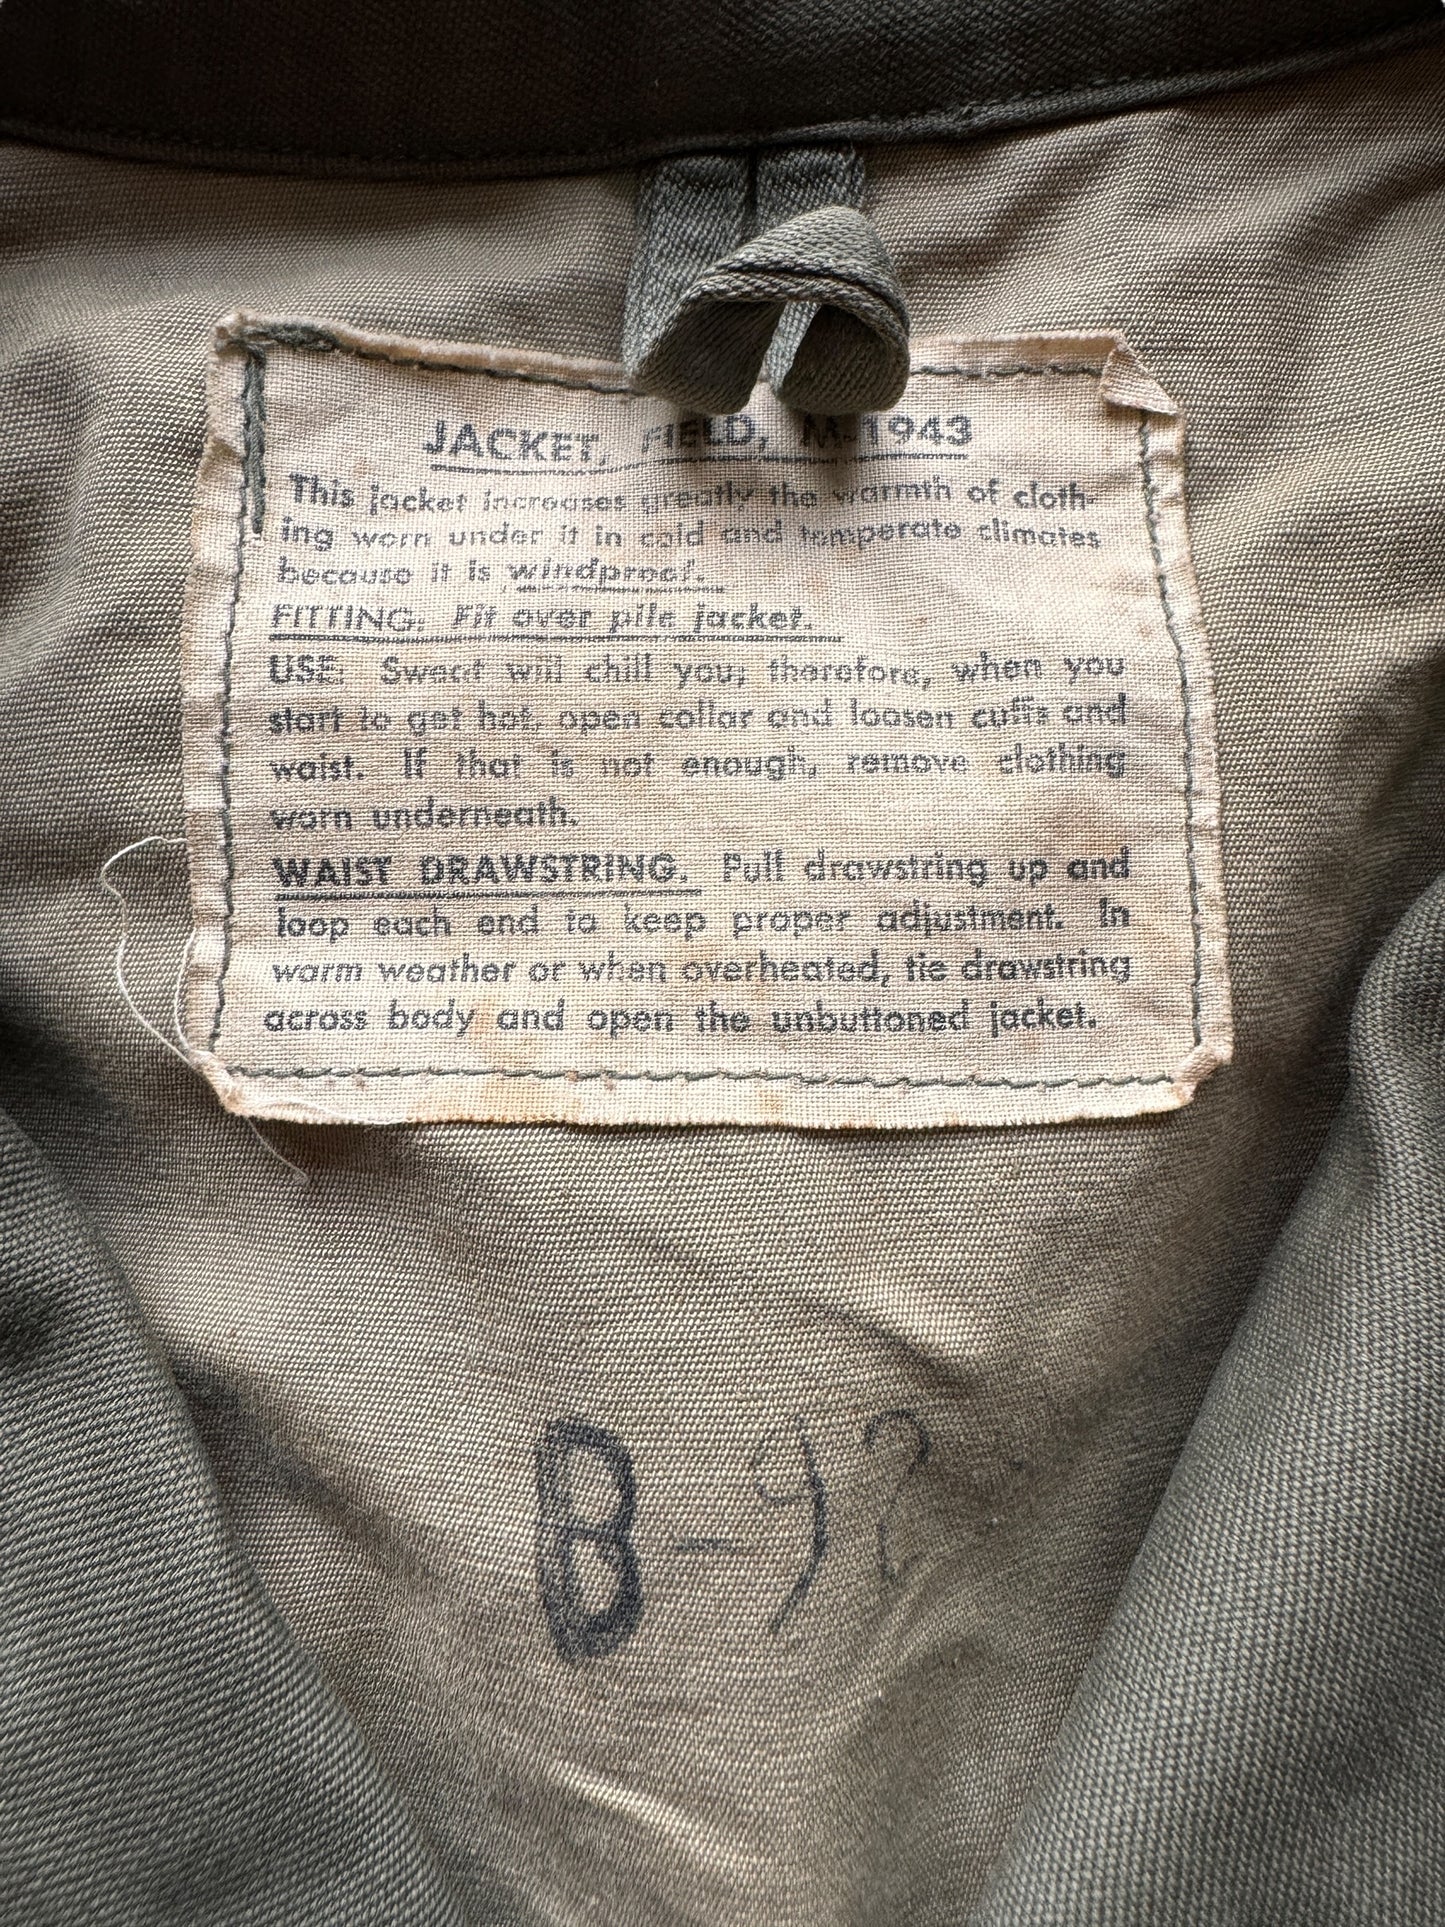 JACKET, FIELD, M-1943
This jacket increases greatly the warmth of cloth-
ing worn under it in cold and temperate climates
because it is windproof.
FITTING. Fit over pile jacket.
USE. Sweat will chill you; therefore, when you
start to get hot, open collar and loosen cuffs and
waist. If that is not enough, remove clothing
worn underneath.
WAIST DRAWSTRING. Pull drawstring up and
loop each end to keep proper adjustment. In
warm weather or when overheated, tie drawstring
across body and open the unbuttoned jacket.
B-92